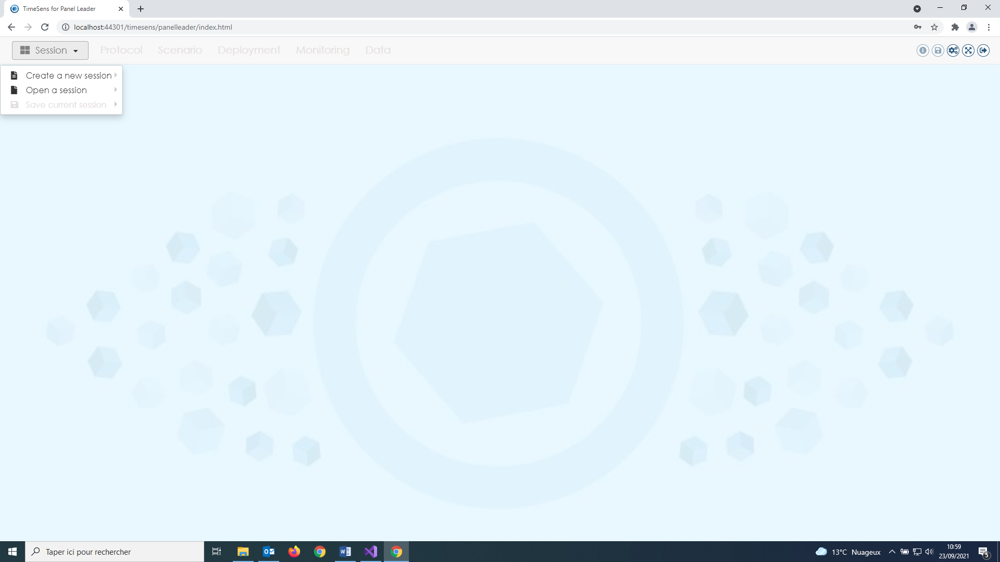 TimeSens for Panel Leader
localhost:44301/timesens/panelleader/index.html
Session Protocol Scenario Deployment Monitoring Data
Create a new session
Open a session
Save current session
Taper ici pour rechercher
13°C Nuageux
10:59
23/09/2021
5